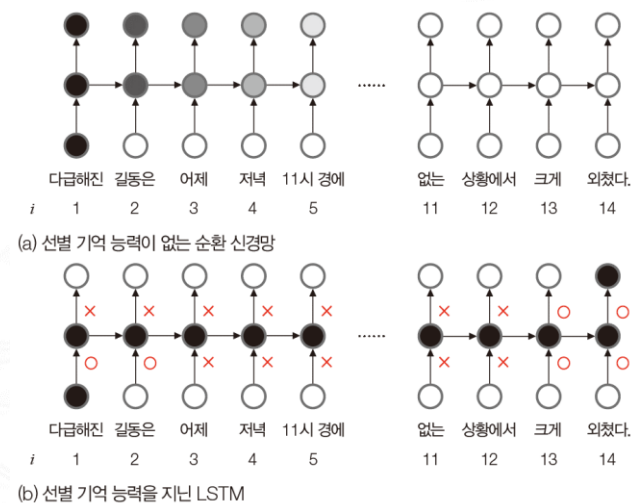 ......
다급해진 길동은 어제 저녁 11시 경에 없는 상황에서 크게 외쳤다.
i 1 2 3 4 5 11 12 13 14
(a) 선별 기억 능력이 없는 순환 신경망
× × × × × × × ○ ○
......
○ ○ × × × × × ○ ○
다급해진 길동은 어제 저녁 11시 경에 없는 상황에서 크게 외쳤다.
i 1 2 3 4 5 11 12 13 14
(b) 선별 기억 능력을 지닌 LSTM